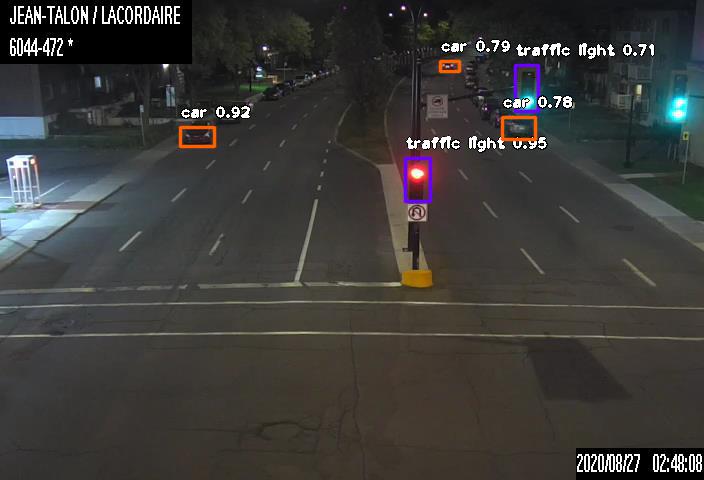 JEAN-TALON / LACORDAIRE
6044-472 *
car 0.79
traffic light 0.71
car 0.92
car 0.78
traffic light 0.95
2020/08/27 02:48:08